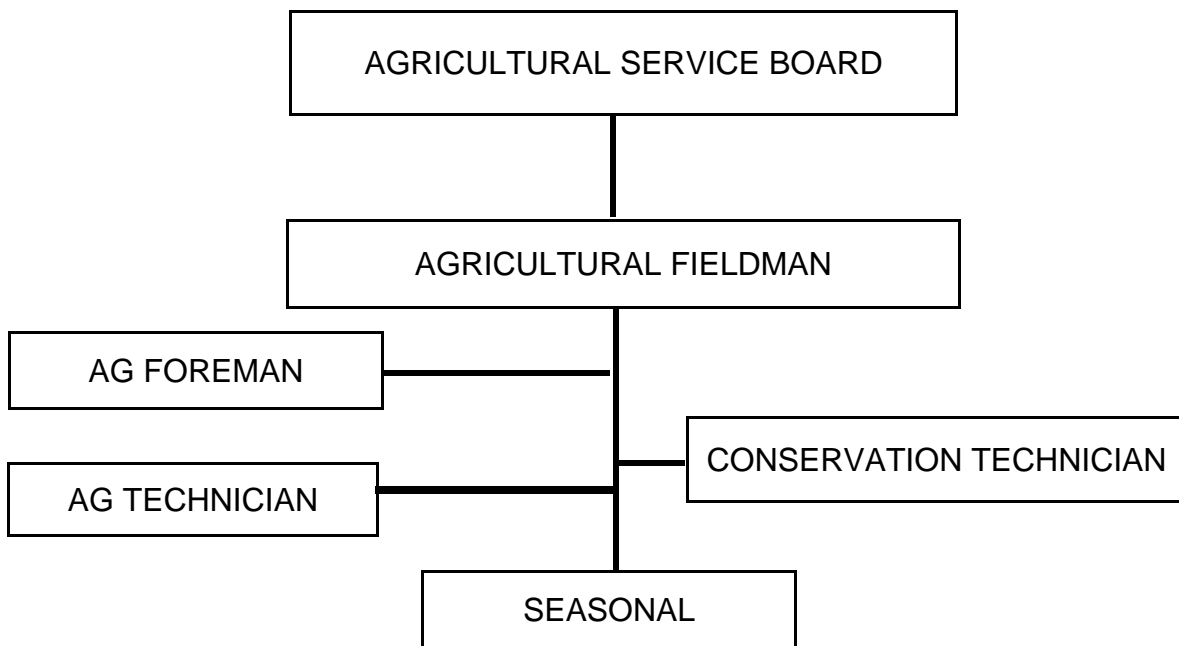 AGRICULTURAL SERVICE BOARD
AGRICULTURAL FIELDMAN
AG FOREMAN
CONSERVATION TECHNICIAN
AG TECHNICIAN
SEASONAL